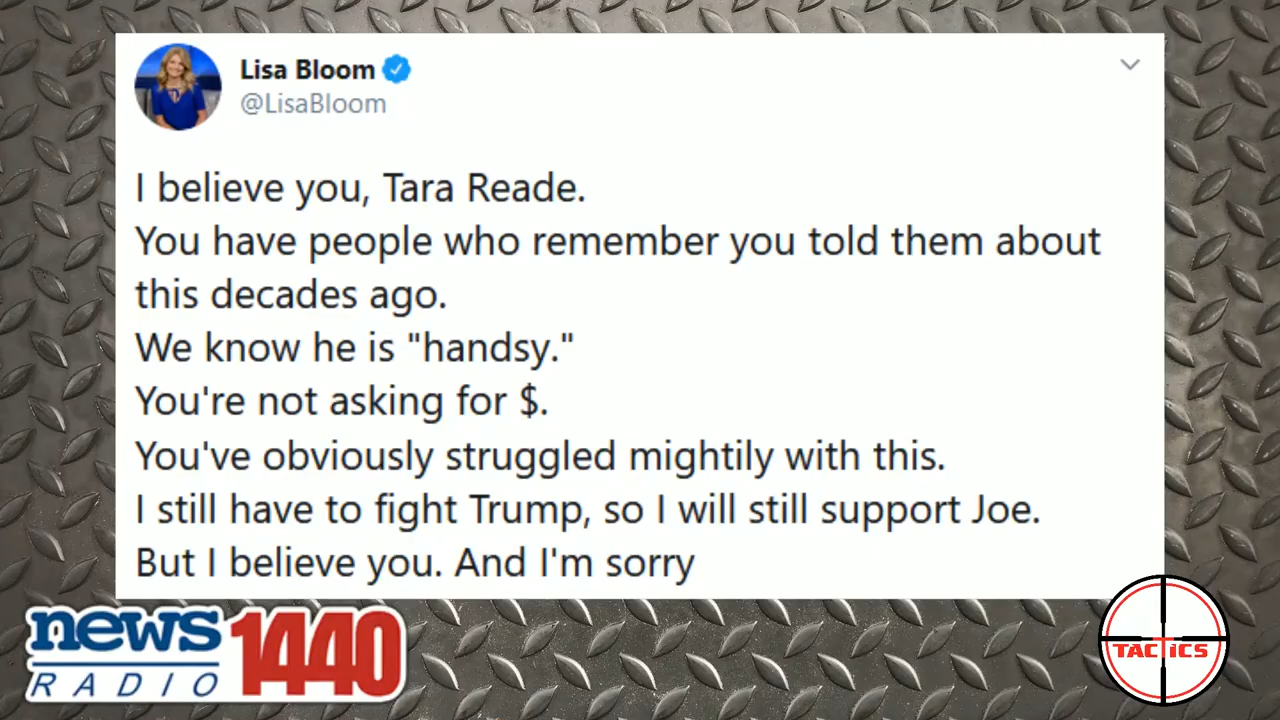 Lisa Bloom
@LisaBloom
I believe you, Tara Reade.
You have people who remember you told them about
this decades ago.
We know he is "handsy."
You're not asking for $.
You've obviously struggled mightily with this.
I still have to fight Trump, so I will still support Joe.
But I believe you. And I'm sorry
news 1440
RADIO
TACTICS